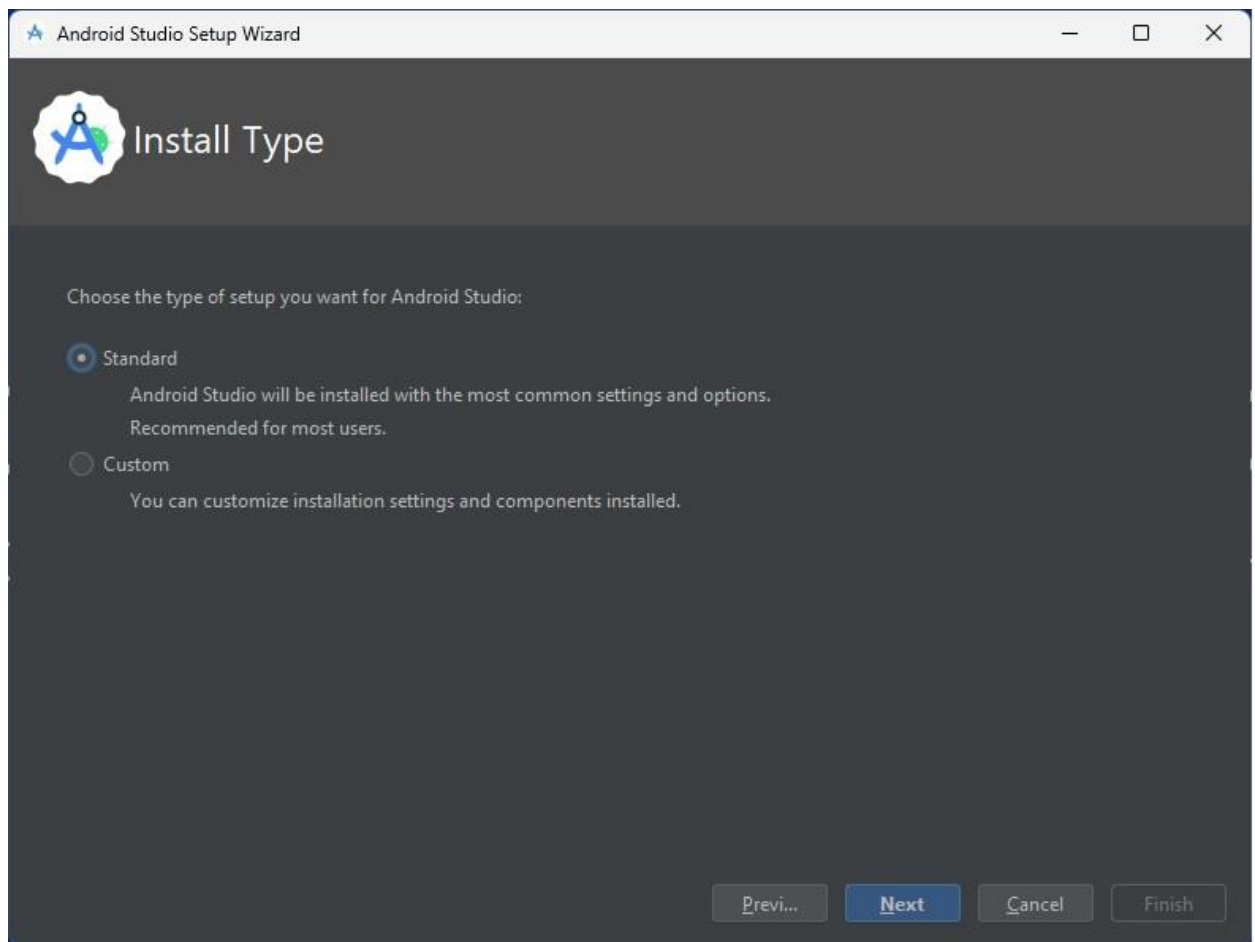 Android Studio Setup Wizard
Install Type
Choose the type of setup you want for Android Studio:
Standard
Android Studio will be installed with the most common settings and options.
Recommended for most users.
Custom
You can customize installation settings and components installed.
Previ...
Next
Cancel
Finish